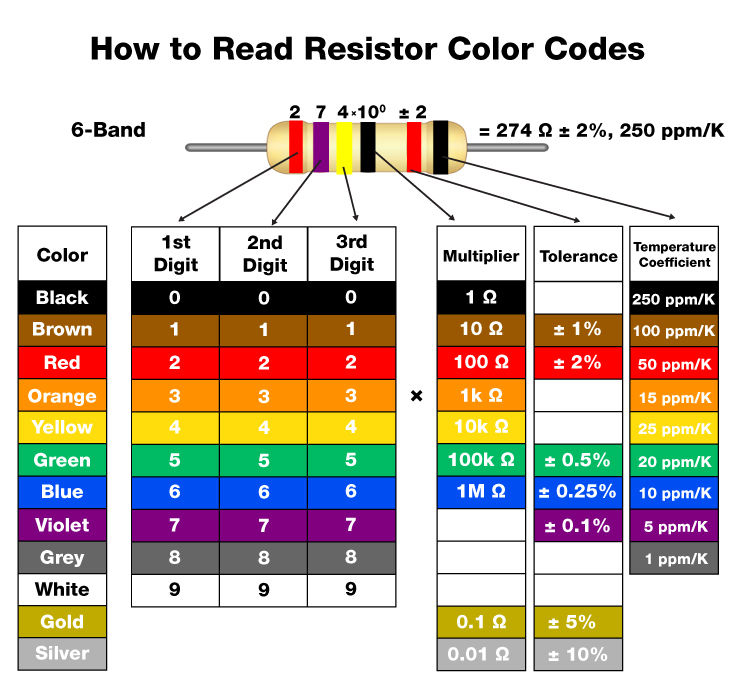 How to Read Resistor Color Codes
2 7 4 ×10⁰ ± 2
6-Band
= 274 Ω ± 2%, 250 ppm/K
Color 1st Digit 2nd Digit 3rd Digit Multiplier Tolerance Temperature Coefficient
Black 0 0 0 1 Ω 250 ppm/K
Brown 1 1 1 10 Ω ± 1% 100 ppm/K
Red 2 2 2 100 Ω ± 2% 50 ppm/K
Orange 3 3 3 × 1k Ω 15 ppm/K
Yellow 4 4 4 10k Ω 25 ppm/K
Green 5 5 5 100k Ω ± 0.5% 20 ppm/K
Blue 6 6 6 1M Ω ± 0.25% 10 ppm/K
Violet 7 7 7 ± 0.1% 5 ppm/K
Grey 8 8 8 1 ppm/K
White 9 9 9
Gold 0.1 Ω ± 5%
Silver 0.01 Ω ± 10%